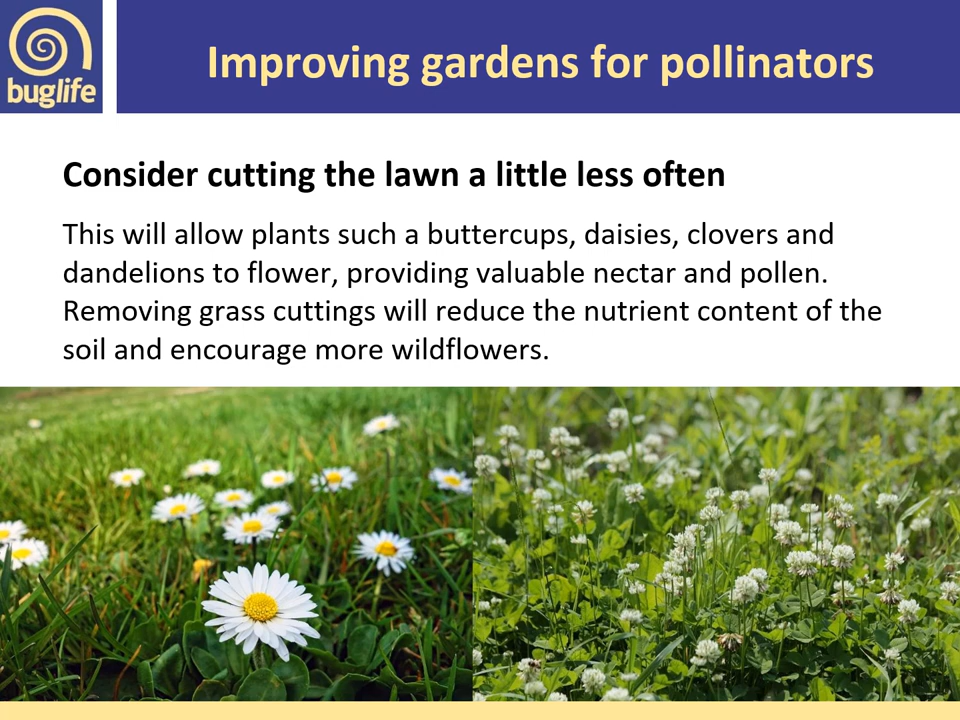 buglife
Improving gardens for pollinators
Consider cutting the lawn a little less often
This will allow plants such a buttercups, daisies, clovers and
dandelions to flower, providing valuable nectar and pollen.
Removing grass cuttings will reduce the nutrient content of the
soil and encourage more wildflowers.